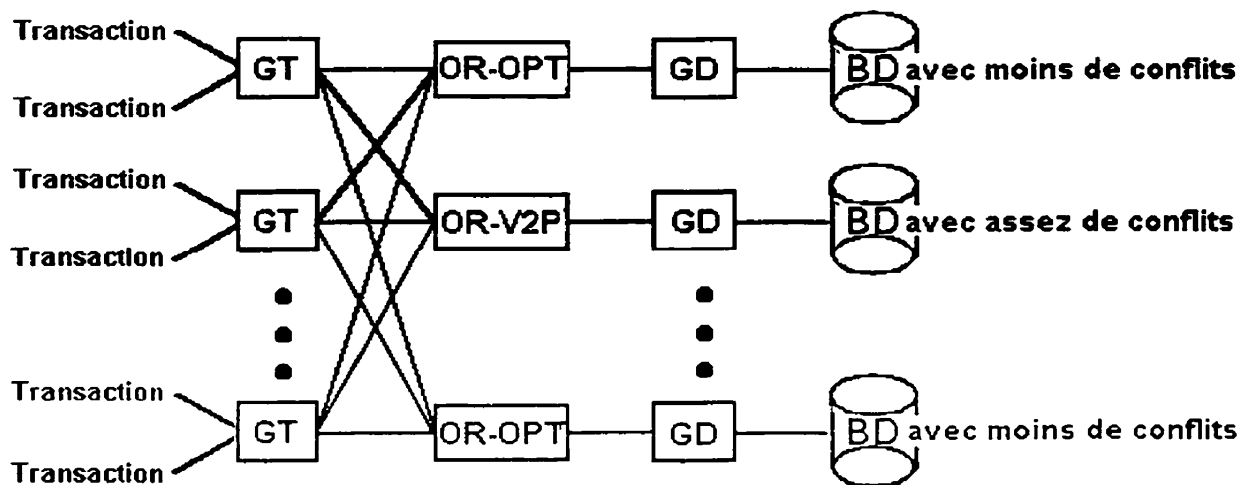 Transaction
GT OR-OPT GD BD avec moins de conflits
Transaction
Transaction
GT OR-V2P GD BD avec assez de conflits
Transaction
Transaction
GT OR-OPT GD BD avec moins de conflits
Transaction